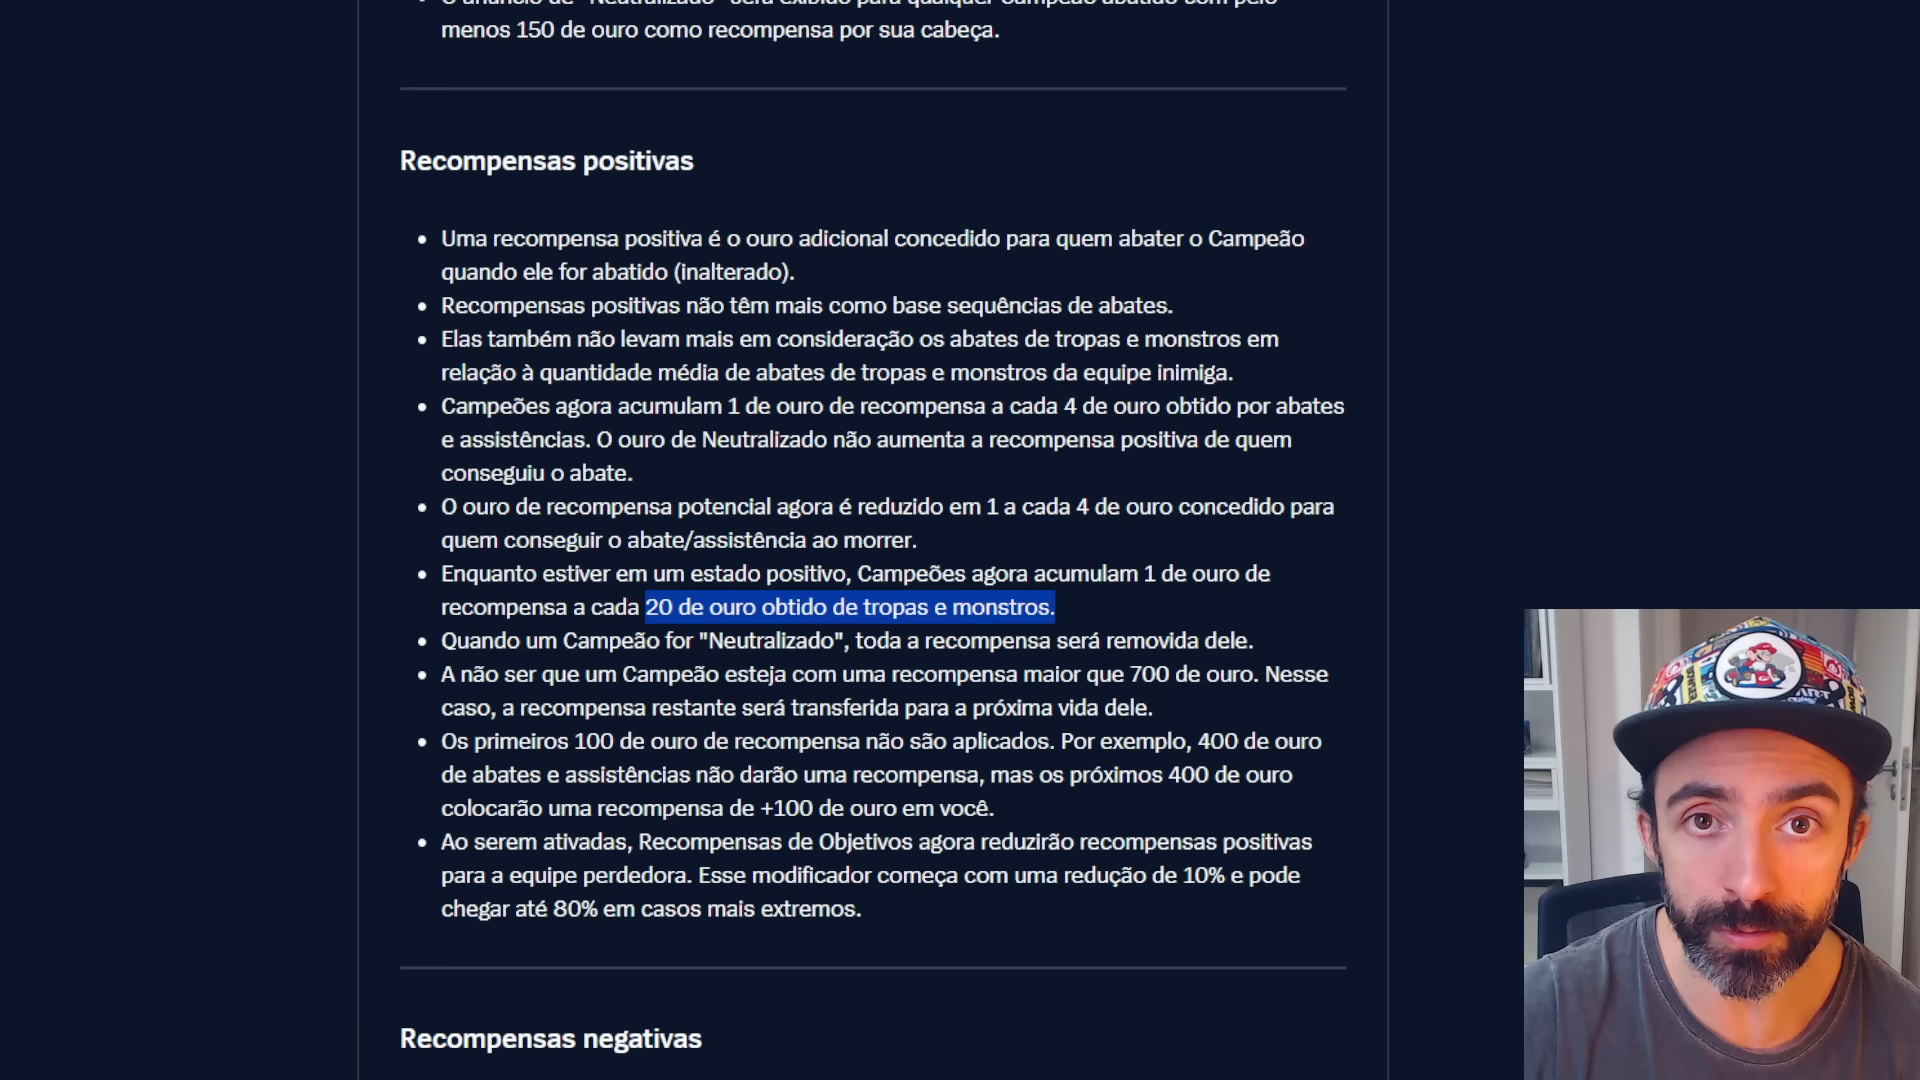 menos 150 de ouro como recompensa por sua cabeça.
Recompensas positivas
• Uma recompensa positiva é o ouro adicional concedido para quem abater o Campeão
quando ele for abatido (inalterado).
• Recompensas positivas não têm mais como base sequências de abates.
• Elas também não levam mais em consideração os abates de tropas e monstros em
relação à quantidade média de abates de tropas e monstros da equipe inimiga.
• Campeões agora acumulam 1 de ouro de recompensa a cada 4 de ouro obtido por abates
e assistências. O ouro de Neutralizado não aumenta a recompensa positiva de quem
conseguiu o abate.
• O ouro de recompensa potencial agora é reduzido em 1 a cada 4 de ouro concedido para
quem conseguir o abate/assistência ao morrer.
• Enquanto estiver em um estado positivo, Campeões agora acumulam 1 de ouro de
recompensa a cada 20 de ouro obtido de tropas e monstros.
• Quando um Campeão for "Neutralizado", toda a recompensa será removida dele.
• A não ser que um Campeão esteja com uma recompensa maior que 700 de ouro. Nesse
caso, a recompensa restante será transferida para a próxima vida dele.
• Os primeiros 100 de ouro de recompensa não são aplicados. Por exemplo, 400 de ouro
de abates e assistências não darão uma recompensa, mas os próximos 400 de ouro
colocarão uma recompensa de +100 de ouro em você.
• Ao serem ativadas, Recompensas de Objetivos agora reduzirão recompensas positivas
para a equipe perdedora. Esse modificador começa com uma redução de 10% e pode
chegar até 80% em casos mais extremos.
Recompensas negativas